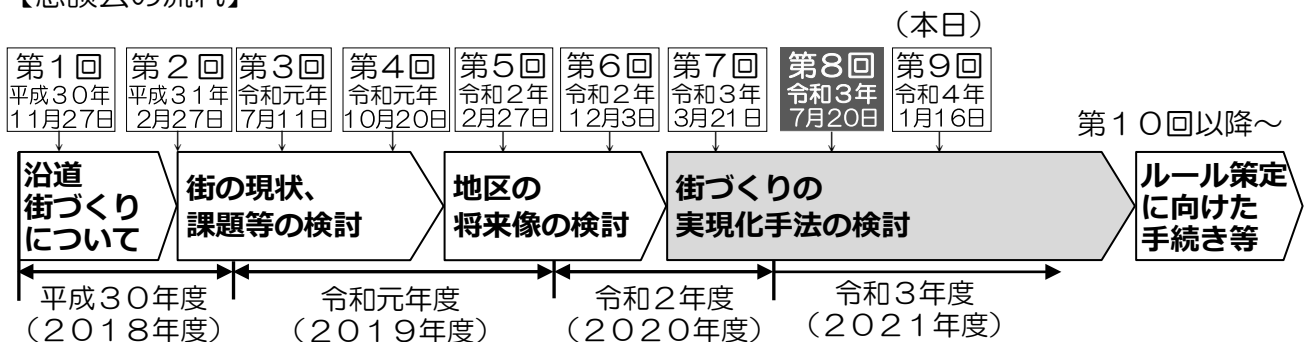 【懇談会の流れ】
（本日）
第１回
平成３０年
11月27日
第２回
平成３１年
2月27日
第３回
令和元年
7月11日
第４回
令和元年
10月20日
第５回
令和２年
2月27日
第６回
令和２年
12月3日
第７回
令和３年
3月21日
第８回
令和３年
7月20日
第９回
令和４年
1月16日
第１０回以降～
沿道
街づくり
について
街の現状、
課題等の検討
地区の
将来像の検討
街づくりの
実現化手法の検討
ルール策定
に向けた
手続き等
平成３０年度
（２０１８年度）
令和元年度
（２０１９年度）
令和２年度
（２０２０年度）
令和３年度
（２０２１年度）